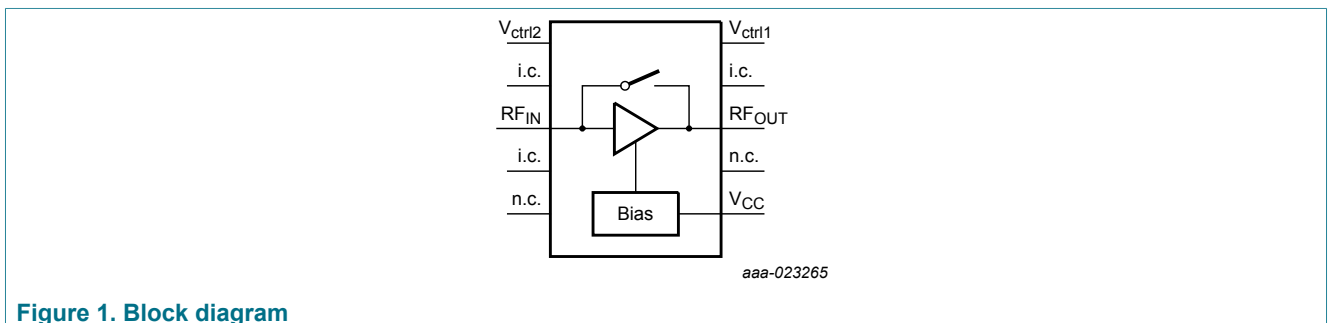 Vctrl2 Vctrl1
i.c. i.c.
RFIN RFOUT
i.c. n.c.
n.c. Bias VCC
aaa-023265
Figure 1. Block diagram